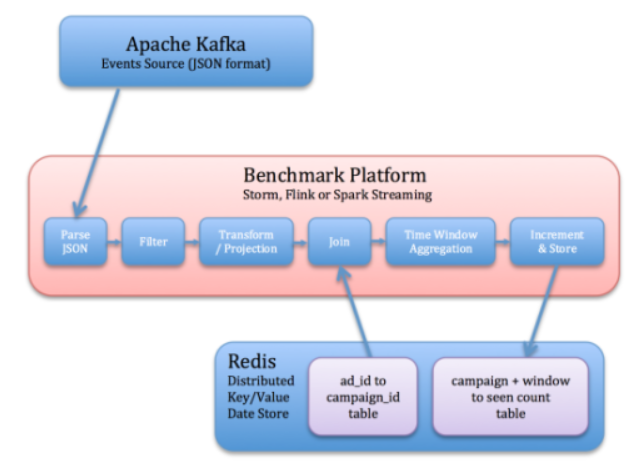 Apache Kafka
Events Source (JSON format)
Benchmark Platform
Storm, Flink or Spark Streaming
Parse
JSON
Filter
Transform
/ Projection
Join
Time Window
Aggregation
Increment
& Store
Redis
Distributed
Key/Value
Date Store
ad_id to
campaign_id
table
campaign + window
to seen count
table